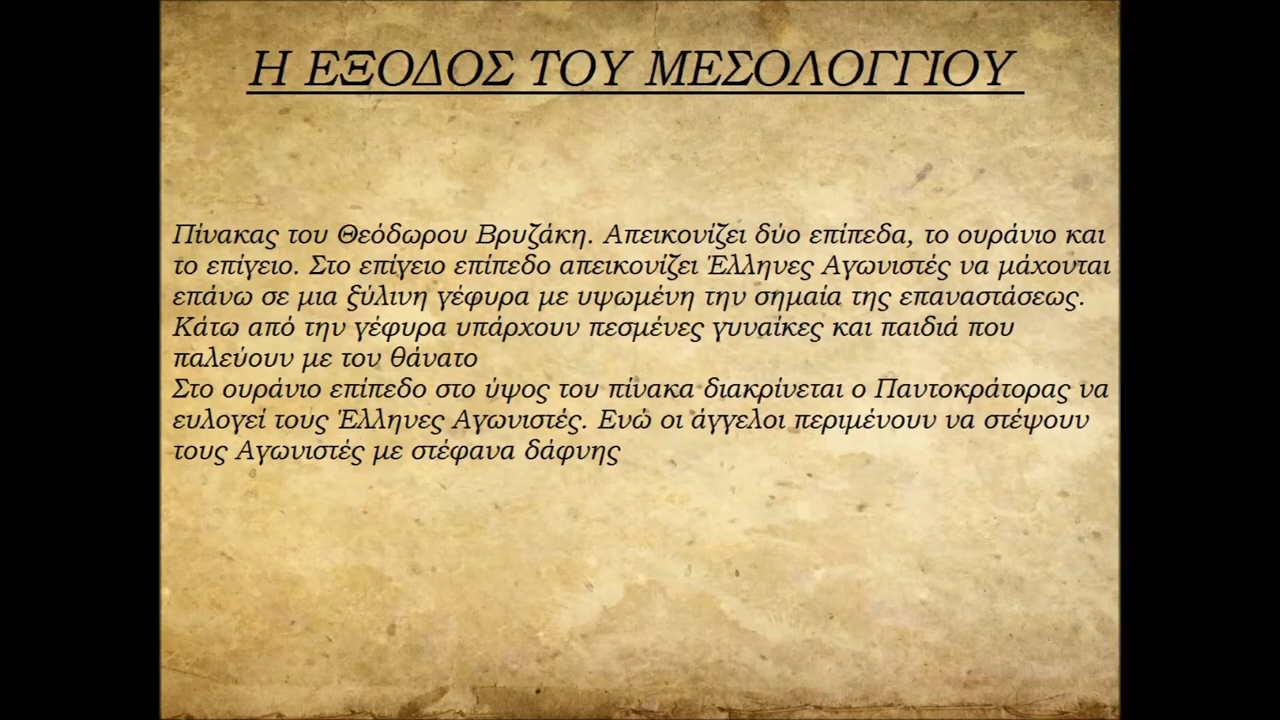 Η ΕΞΟΔΟΣ ΤΟΥ ΜΕΣΟΛΟΓΓΙΟΥ
Πίνακας του Θεόδωρου Βρυζάκη. Απεικονίζει δύο επίπεδα, το ουράνιο και
το επίγειο. Στο επίγειο επίπεδο απεικονίζει Έλληνες Αγωνιστές να μάχονται
επάνω σε μια ξύλινη γέφυρα με υψωμένη την σημαία της επαναστάσεως.
Κάτω από την γέφυρα υπάρχουν πεσμένες γυναίκες και παιδιά που
παλεύουν με τον θάνατο
Στο ουράνιο επίπεδο στο ύψος του πίνακα διακρίνεται ο Παντοκράτορας να
ευλογεί τους Έλληνες Αγωνιστές. Ενώ οι άγγελοι περιμένουν να στέψουν
τους Αγωνιστές με στέφανα δάφνης